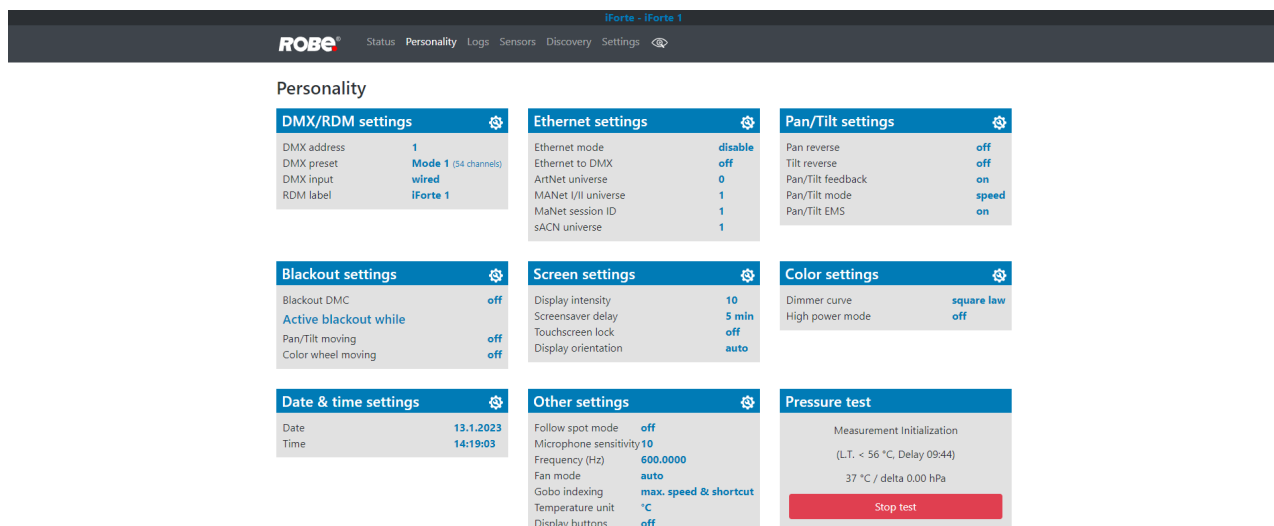 iForte - iForte 1
ROBE® Status Personality Logs Sensors Discovery Settings
Personality
DMX/RDM settings
DMX address 1
DMX preset Mode 1 (54 channels)
DMX input wired
RDM label iForte 1
Ethernet settings
Ethernet mode disable
Ethernet to DMX off
ArtNet universe 0
MANet I/II universe 1
MaNet session ID 1
sACN universe 1
Pan/Tilt settings
Pan reverse off
Tilt reverse off
Pan/Tilt feedback on
Pan/Tilt mode speed
Pan/Tilt EMS on
Blackout settings
Blackout DMC off
Active blackout while
Pan/Tilt moving off
Color wheel moving off
Screen settings
Display intensity 10
Screensaver delay 5 min
Touchscreen lock off
Display orientation auto
Color settings
Dimmer curve square law
High power mode off
Date & time settings
Date 13.1.2023
Time 14:19:03
Other settings
Follow spot mode off
Microphone sensitivity 10
Frequency (Hz) 600.0000
Fan mode auto
Gobo indexing max. speed & shortcut
Temperature unit °C
Display buttons off
Pressure test
Measurement Initialization
(L.T. < 56 °C, Delay 09:44)
37 °C / delta 0.00 hPa
Stop test